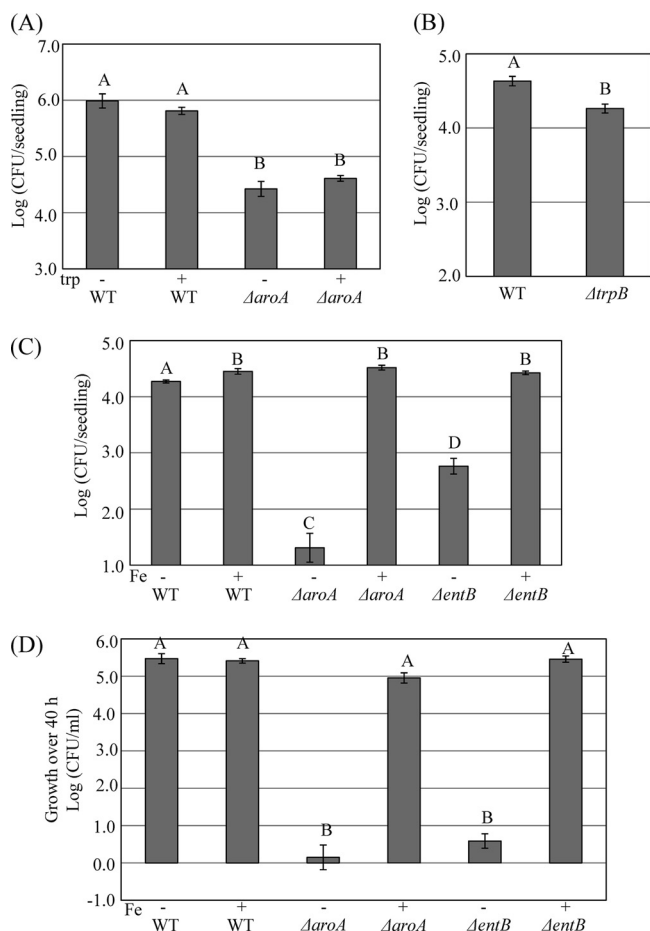 (A)
7.0
6.0
5.0
4.0
3.0
Log (CFU/seedling)
A
A
B
B
trp - + - +
WT WT ΔaroA ΔaroA
(B)
5.0
4.0
3.0
2.0
Log (CFU/seedling)
A
B
WT ΔtrpB
(C)
5.0
4.0
3.0
2.0
1.0
Log (CFU/seedling)
A
B
C
B
D
B
Fe - + - + - +
WT WT ΔaroA ΔaroA ΔentB ΔentB
(D)
6.0
5.0
4.0
3.0
2.0
1.0
0.0
-1.0
Growth over 40 h
Log (CFU/ml)
A
A
B
A
B
A
Fe - + - + - +
WT WT ΔaroA ΔaroA ΔentB ΔentB